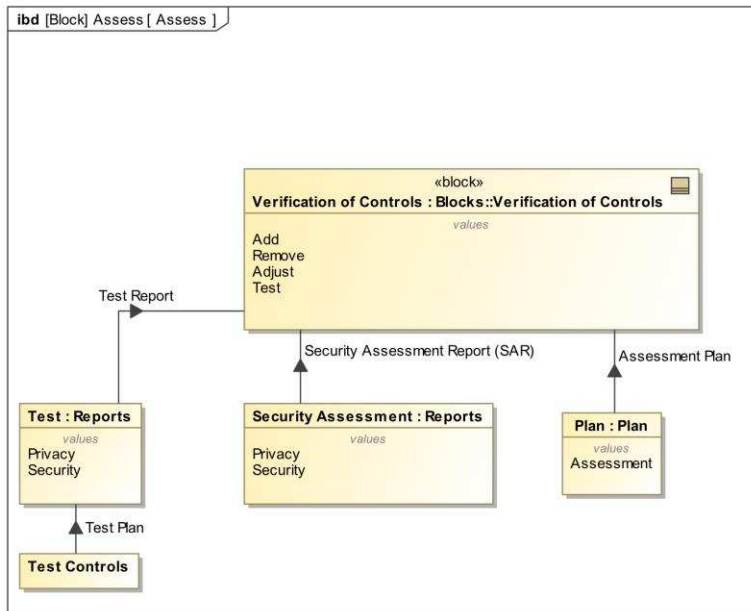 ibd [Block] Assess [ Assess ]
«block»
Verification of Controls : Blocks::Verification of Controls
values
Add
Remove
Adjust
Test
Test Report
Security Assessment Report (SAR)
Assessment Plan
Test : Reports
values
Privacy
Security
Security Assessment : Reports
values
Privacy
Security
Plan : Plan
values
Assessment
Test Plan
Test Controls